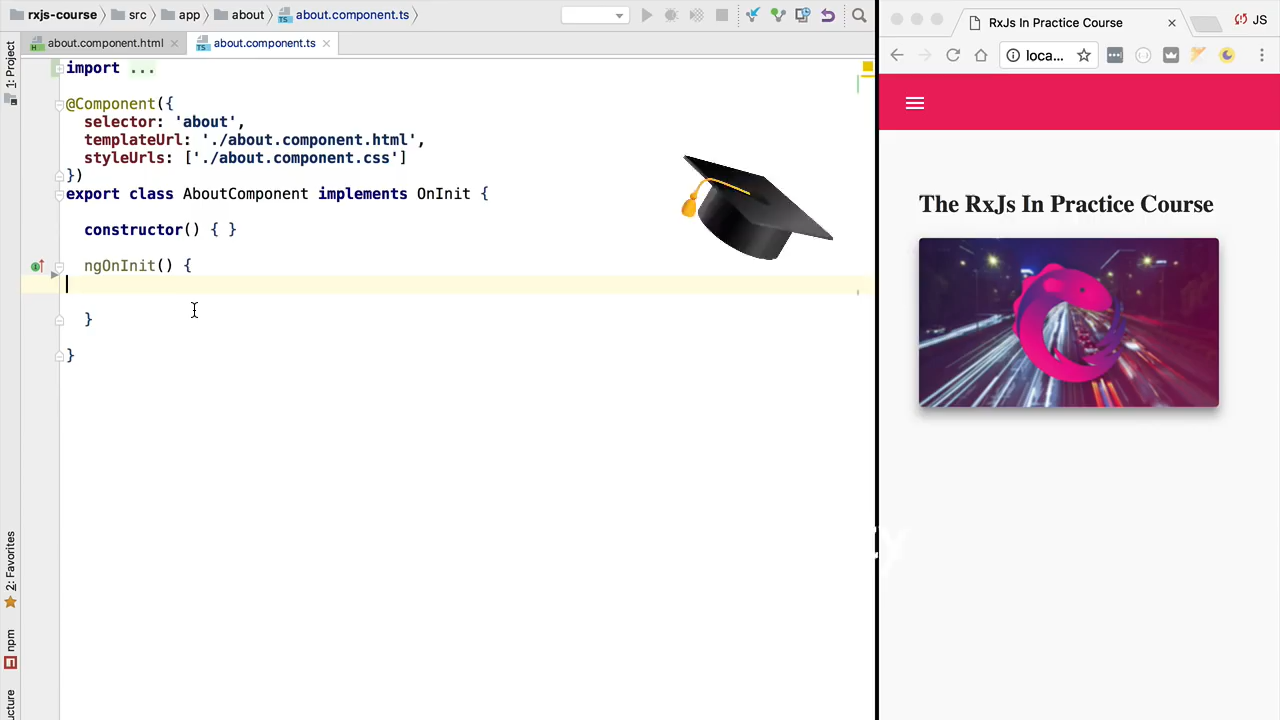 rxjs-course
src
app
about
about.component.ts
about.component.html
about.component.ts
1: Project
import ...
@Component({
selector: 'about',
templateUrl: './about.component.html',
styleUrls: ['./about.component.css']
})
export class AboutComponent implements OnInit {
constructor() { }
ngOnInit() {
}
}
2: Favorites
npm
RxJs In Practice Course
JS
loca...
The RxJs In Practice Course